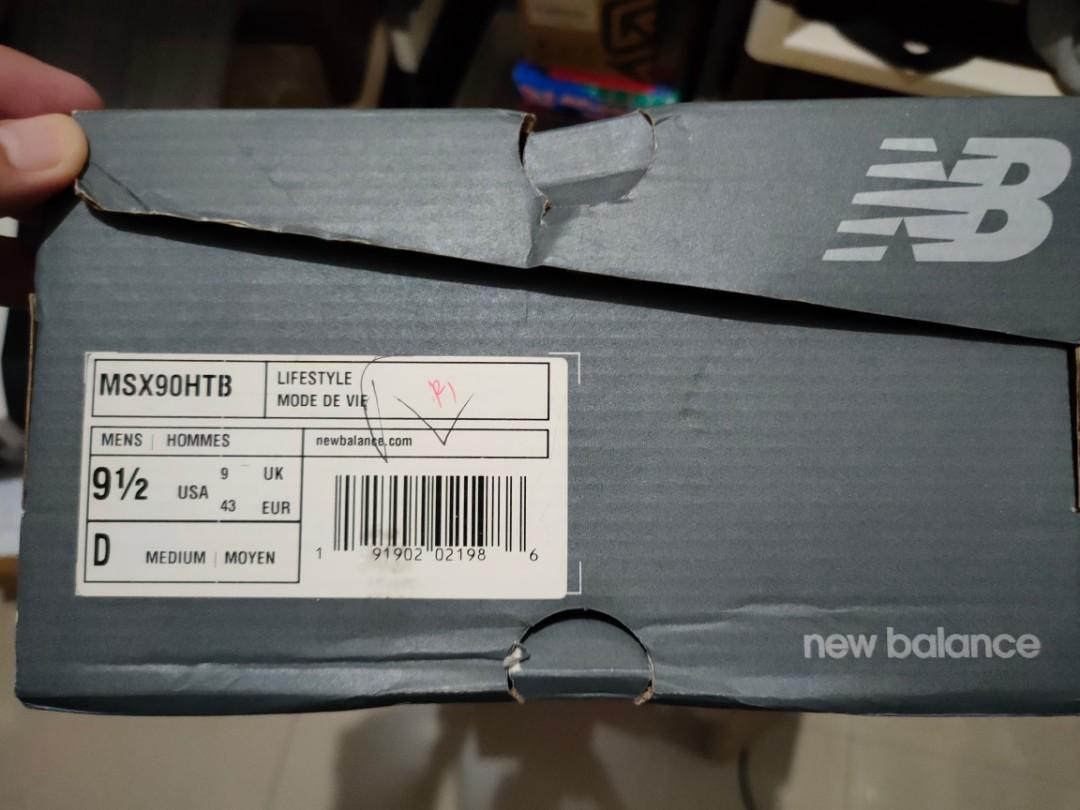 NB
MSX90HTB
LIFESTYLE
MODE DE VIE
R1
MENS | HOMMES
newbalance.com
9½ USA 9 UK
43 EUR
D MEDIUM | MOYEN
1 91902 02198 6
new balance